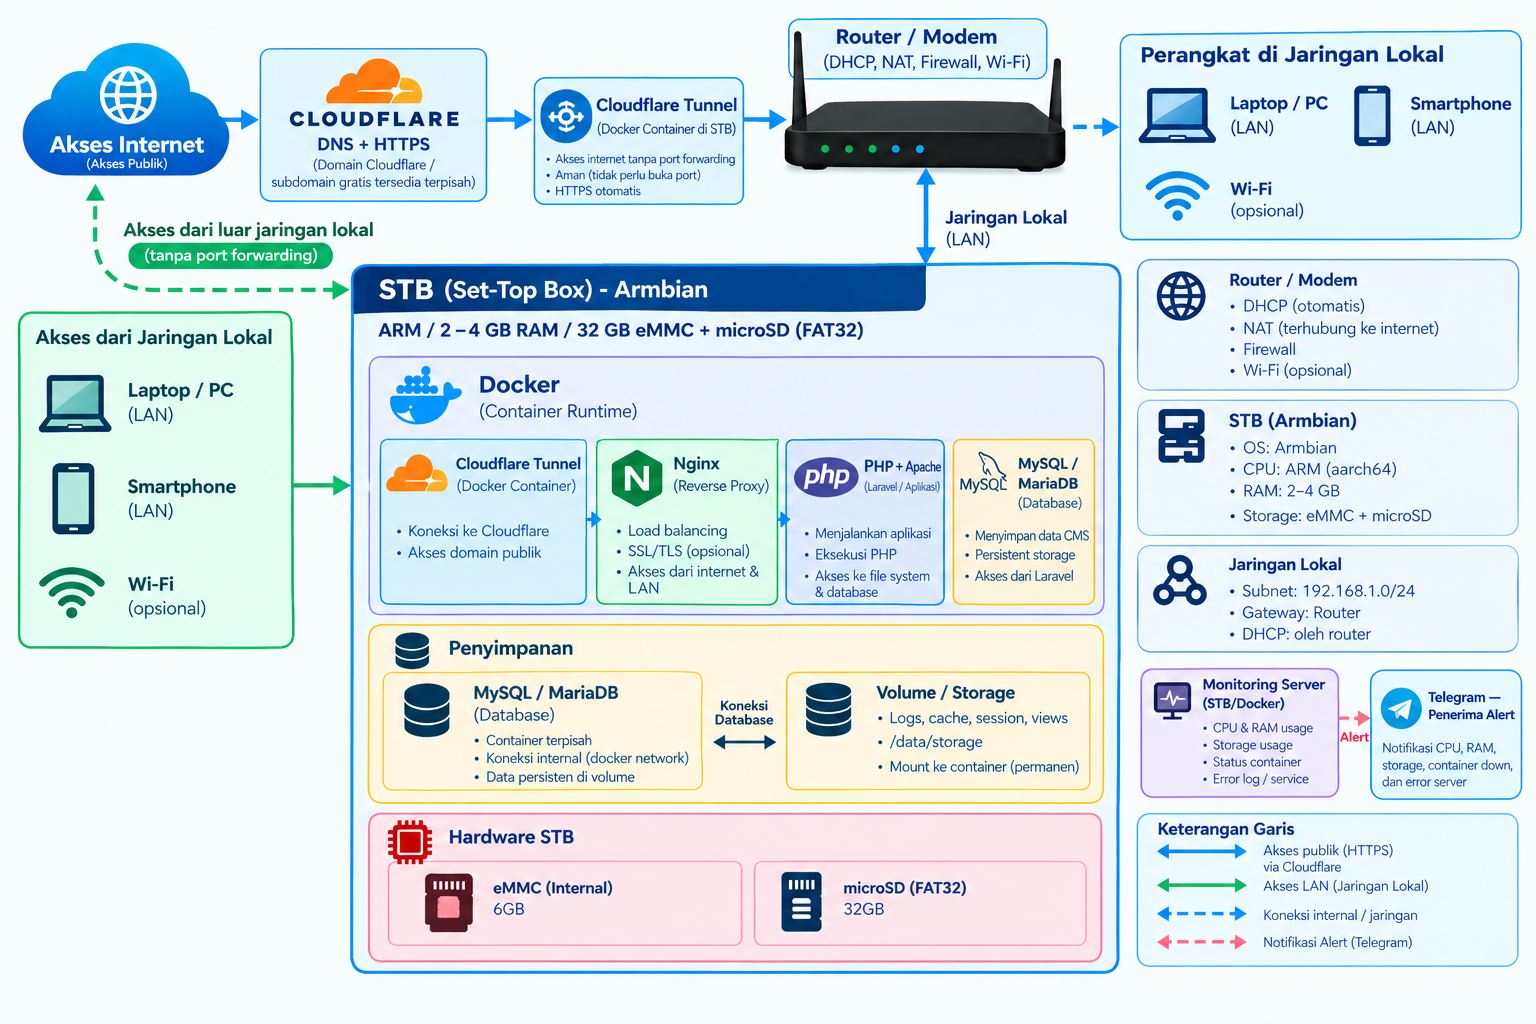 Akses Internet
(Akses Publik)
CLOUDFLARE
DNS + HTTPS
(Domain Cloudflare /
subdomain gratis tersedia terpisah)
Cloudflare Tunnel
(Docker Container di STB)
• Akses internet tanpa port forwarding
• Aman (tidak perlu buka port)
• HTTPS otomatis
Router / Modem
(DHCP, NAT, Firewall, Wi-Fi)
Perangkat di Jaringan Lokal
Laptop / PC
(LAN)
Smartphone
(LAN)
Wi-Fi
(opsional)
Akses dari luar jaringan lokal
(tanpa port forwarding)
Jaringan Lokal
(LAN)
Akses dari Jaringan Lokal
Laptop / PC
(LAN)
Smartphone
(LAN)
Wi-Fi
(opsional)
STB (Set-Top Box) - Armbian
ARM / 2 – 4 GB RAM / 32 GB eMMC + microSD (FAT32)
Docker
(Container Runtime)
Cloudflare Tunnel
(Docker Container)
• Koneksi ke Cloudflare
• Akses domain publik
N
Nginx
(Reverse Proxy)
• Load balancing
• SSL/TLS (opsional)
• Akses dari internet &
LAN
php
PHP + Apache
(Laravel / Aplikasi)
• Menjalankan aplikasi
• Eksekusi PHP
• Akses ke file system
& database
MySQL
MySQL /
MariaDB
(Database)
• Menyimpan data CMS
• Persistent storage
• Akses dari Laravel
Penyimpanan
MySQL / MariaDB
(Database)
• Container terpisah
• Koneksi internal (docker network)
• Data persisten di volume
Koneksi
Database
Volume / Storage
• Logs, cache, session, views
• /data/storage
• Mount ke container (permanen)
Hardware STB
eMMC (Internal)
6GB
microSD (FAT32)
32GB
Router / Modem
• DHCP (otomatis)
• NAT (terhubung ke internet)
• Firewall
• Wi-Fi (opsional)
STB (Armbian)
• OS: Armbian
• CPU: ARM (aarch64)
• RAM: 2–4 GB
• Storage: eMMC + microSD
Jaringan Lokal
• Subnet: 192.168.1.0/24
• Gateway: Router
• DHCP: oleh router
Monitoring Server
(STB/Docker)
• CPU & RAM usage
• Storage usage
• Status container
• Error log / service
Alert
Telegram —
Penerima Alert
Notifikasi CPU, RAM,
storage, container down,
dan error server
Keterangan Garis
Akses publik (HTTPS)
via Cloudflare
Akses LAN (Jaringan Lokal)
Koneksi internal / jaringan
Notifikasi Alert (Telegram)